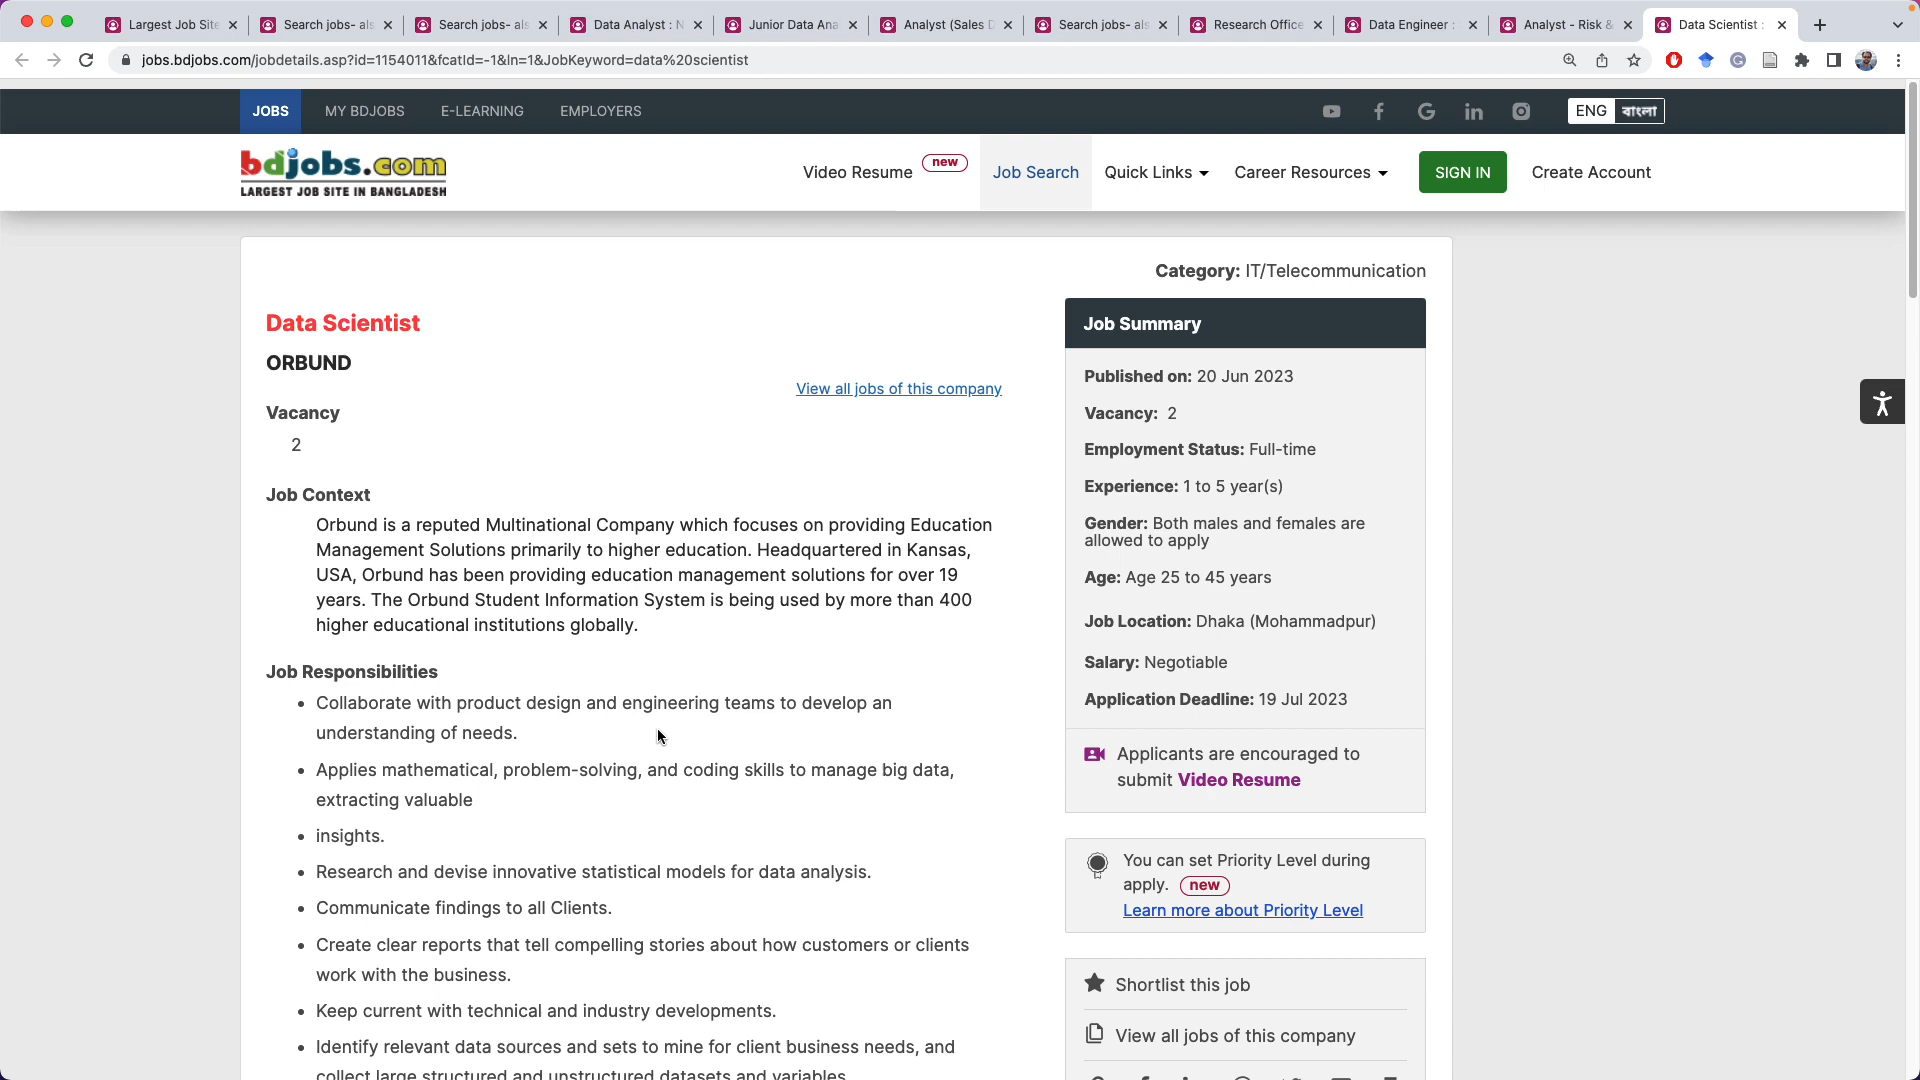 Largest Job Site
Search jobs- als
Search jobs- als
Data Analyst : N
Junior Data Ana
Analyst (Sales D
Search jobs- als
Research Office
Data Engineer :
Analyst - Risk &
Data Scientist :
jobs.bdjobs.com/jobdetails.asp?id=1154011&fcatId=-1&ln=1&JobKeyword=data%20scientist
JOBS MY BDJOBS E-LEARNING EMPLOYERS ENG বাংলা
bdjobs.com
LARGEST JOB SITE IN BANGLADESH
Video Resume new Job Search Quick Links Career Resources SIGN IN Create Account
Category: IT/Telecommunication
Data Scientist
ORBUND
View all jobs of this company
Vacancy
2
Job Context
Orbund is a reputed Multinational Company which focuses on providing Education
Management Solutions primarily to higher education. Headquartered in Kansas,
USA, Orbund has been providing education management solutions for over 19
years. The Orbund Student Information System is being used by more than 400
higher educational institutions globally.
Job Responsibilities
• Collaborate with product design and engineering teams to develop an
understanding of needs.
• Applies mathematical, problem-solving, and coding skills to manage big data,
extracting valuable
• insights.
• Research and devise innovative statistical models for data analysis.
• Communicate findings to all Clients.
• Create clear reports that tell compelling stories about how customers or clients
work with the business.
• Keep current with technical and industry developments.
• Identify relevant data sources and sets to mine for client business needs, and
collect large structured and unstructured datasets and variables
Job Summary
Published on: 20 Jun 2023
Vacancy: 2
Employment Status: Full-time
Experience: 1 to 5 year(s)
Gender: Both males and females are
allowed to apply
Age: Age 25 to 45 years
Job Location: Dhaka (Mohammadpur)
Salary: Negotiable
Application Deadline: 19 Jul 2023
Applicants are encouraged to
submit Video Resume
You can set Priority Level during
apply. new
Learn more about Priority Level
Shortlist this job
View all jobs of this company